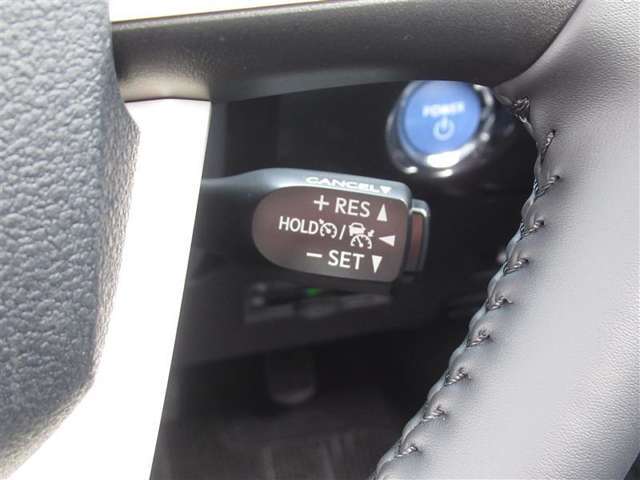 POWER
CANCEL▼
+ RES ▲
HOLD / ◀
− SET ▼